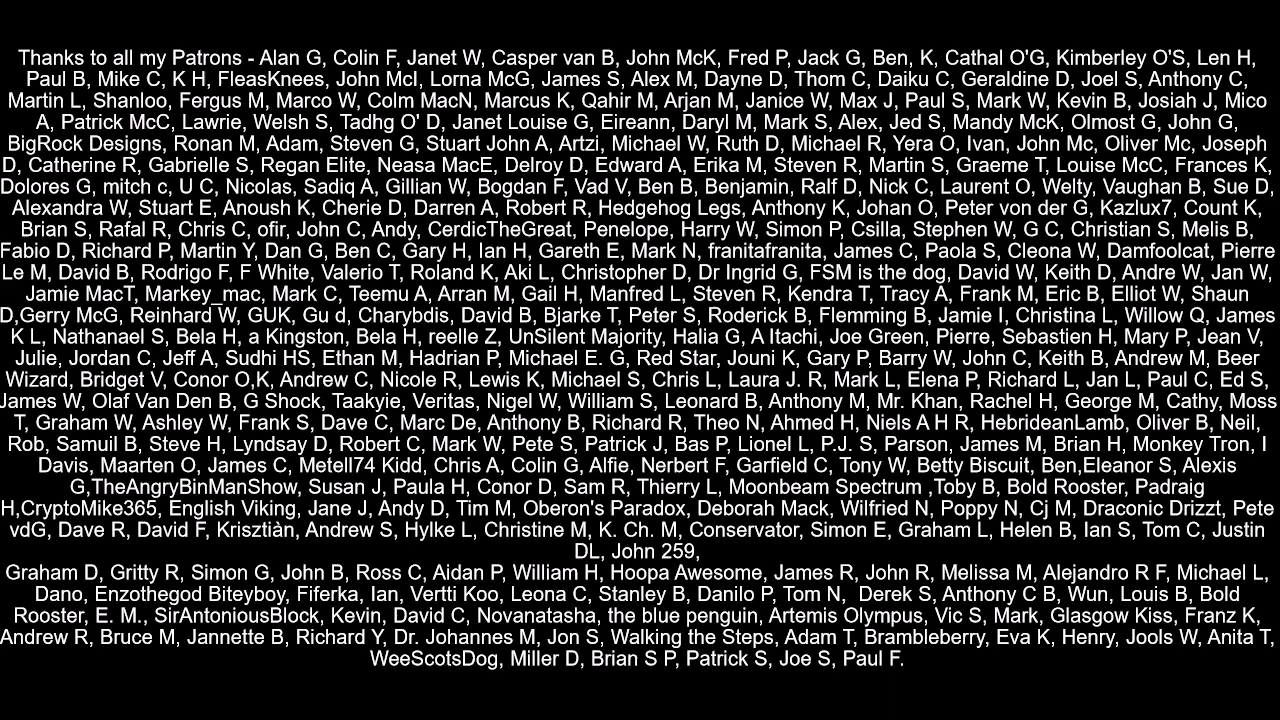 Thanks to all my Patrons - Alan G, Colin F, Janet W, Casper van B, John McK, Fred P, Jack G, Ben, K, Cathal O'G, Kimberley O'S, Len H,
Paul B, Mike C, K H, FleasKnees, John McI, Lorna McG, James S, Alex M, Dayne D, Thom C, Daiku C, Geraldine D, Joel S, Anthony C,
Martin L, Shanloo, Fergus M, Marco W, Colm MacN, Marcus K, Qahir M, Arjan M, Janice W, Max J, Paul S, Mark W, Kevin B, Josiah J, Mico
A, Patrick McC, Lawrie, Welsh S, Tadhg O' D, Janet Louise G, Eireann, Daryl M, Mark S, Alex, Jed S, Mandy McK, Olmost G, John G,
BigRock Designs, Ronan M, Adam, Steven G, Stuart John A, Artzi, Michael W, Ruth D, Michael R, Yera O, Ivan, John Mc, Oliver Mc, Joseph
D, Catherine R, Gabrielle S, Regan Elite, Neasa MacE, Delroy D, Edward A, Erika M, Steven R, Martin S, Graeme T, Louise McC, Frances K,
Dolores G, mitch c, U C, Nicolas, Sadiq A, Gillian W, Bogdan F, Vad V, Ben B, Benjamin, Ralf D, Nick C, Laurent O, Welty, Vaughan B, Sue D,
Alexandra W, Stuart E, Anoush K, Cherie D, Darren A, Robert R, Hedgehog Legs, Anthony K, Johan O, Peter von der G, Kazlux7, Count K,
Brian S, Rafal R, Chris C, ofir, John C, Andy, CerdicTheGreat, Penelope, Harry W, Simon P, Csilla, Stephen W, G C, Christian S, Melis B,
Fabio D, Richard P, Martin Y, Dan G, Ben C, Gary H, Ian H, Gareth E, Mark N, franitafranita, James C, Paola S, Cleona W, Damfoolcat, Pierre
Le M, David B, Rodrigo F, F White, Valerio T, Roland K, Aki L, Christopher D, Dr Ingrid G, FSM is the dog, David W, Keith D, Andre W, Jan W,
Jamie MacT, Markey_mac, Mark C, Teemu A, Arran M, Gail H, Manfred L, Steven R, Kendra T, Tracy A, Frank M, Eric B, Elliot W, Shaun
D,Gerry McG, Reinhard W, GUK, Gu d, Charybdis, David B, Bjarke T, Peter S, Roderick B, Flemming B, Jamie I, Christina L, Willow Q, James
K L, Nathanael S, Bela H, a Kingston, Bela H, reelle Z, UnSilent Majority, Halia G, A Itachi, Joe Green, Pierre, Sebastien H, Mary P, Jean V,
Julie, Jordan C, Jeff A, Sudhi HS, Ethan M, Hadrian P, Michael E. G, Red Star, Jouni K, Gary P, Barry W, John C, Keith B, Andrew M, Beer
Wizard, Bridget V, Conor O,K, Andrew C, Nicole R, Lewis K, Michael S, Chris L, Laura J. R, Mark L, Elena P, Richard L, Jan L, Paul C, Ed S,
James W, Olaf Van Den B, G Shock, Taakyie, Veritas, Nigel W, William S, Leonard B, Anthony M, Mr. Khan, Rachel H, George M, Cathy, Moss
T, Graham W, Ashley W, Frank S, Dave C, Marc De, Anthony B, Richard R, Theo N, Ahmed H, Niels A H R, HebrideanLamb, Oliver B, Neil,
Rob, Samuil B, Steve H, Lyndsay D, Robert C, Mark W, Pete S, Patrick J, Bas P, Lionel L, P.J. S, Parson, James M, Brian H, Monkey Tron, I
Davis, Maarten O, James C, Metell74 Kidd, Chris A, Colin G, Alfie, Nerbert F, Garfield C, Tony W, Betty Biscuit, Ben,Eleanor S, Alexis
G,TheAngryBinManShow, Susan J, Paula H, Conor D, Sam R, Thierry L, Moonbeam Spectrum ,Toby B, Bold Rooster, Padraig
H,CryptoMike365, English Viking, Jane J, Andy D, Tim M, Oberon's Paradox, Deborah Mack, Wilfried N, Poppy N, Cj M, Draconic Drizzt, Pete
vdG, Dave R, David F, Krisztiàn, Andrew S, Hylke L, Christine M, K. Ch. M, Conservator, Simon E, Graham L, Helen B, Ian S, Tom C, Justin
DL, John 259,
Graham D, Gritty R, Simon G, John B, Ross C, Aidan P, William H, Hoopa Awesome, James R, John R, Melissa M, Alejandro R F, Michael L,
Dano, Enzothegod Biteyboy, Fiferka, Ian, Vertti Koo, Leona C, Stanley B, Danilo P, Tom N,  Derek S, Anthony C B, Wun, Louis B, Bold
Rooster, E. M., SirAntoniousBlock, Kevin, David C, Novanatasha, the blue penguin, Artemis Olympus, Vic S, Mark, Glasgow Kiss, Franz K,
Andrew R, Bruce M, Jannette B, Richard Y, Dr. Johannes M, Jon S, Walking the Steps, Adam T, Brambleberry, Eva K, Henry, Jools W, Anita T,
WeeScotsDog, Miller D, Brian S P, Patrick S, Joe S, Paul F.